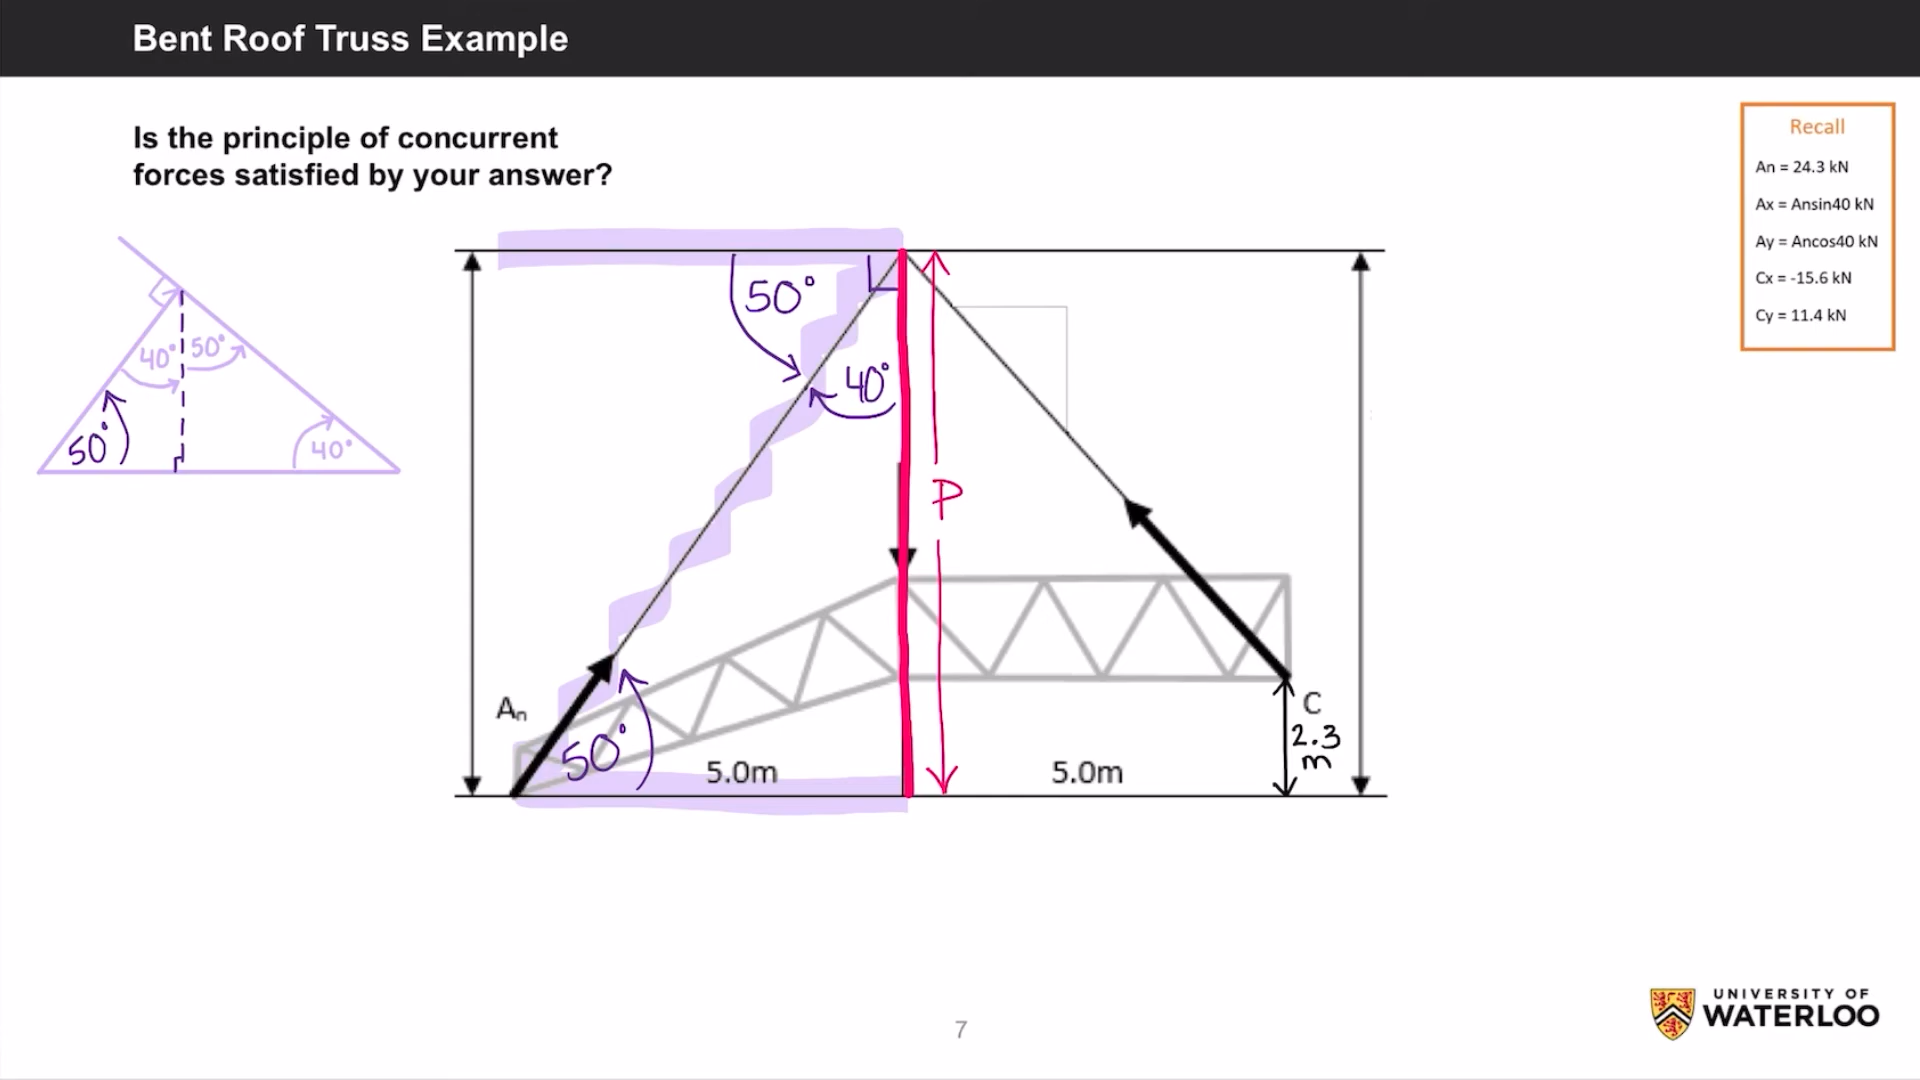 Bent Roof Truss Example
Is the principle of concurrent
forces satisfied by your answer?
Recall
An = 24.3 kN
Ax = Ansin40 kN
Ay = Ancos40 kN
Cx = -15.6 kN
Cy = 11.4 kN
40° 50°
50°
40°
50°
40°
P
An
50°
5.0m
5.0m
C
2.3
m
UNIVERSITY OF
WATERLOO
7